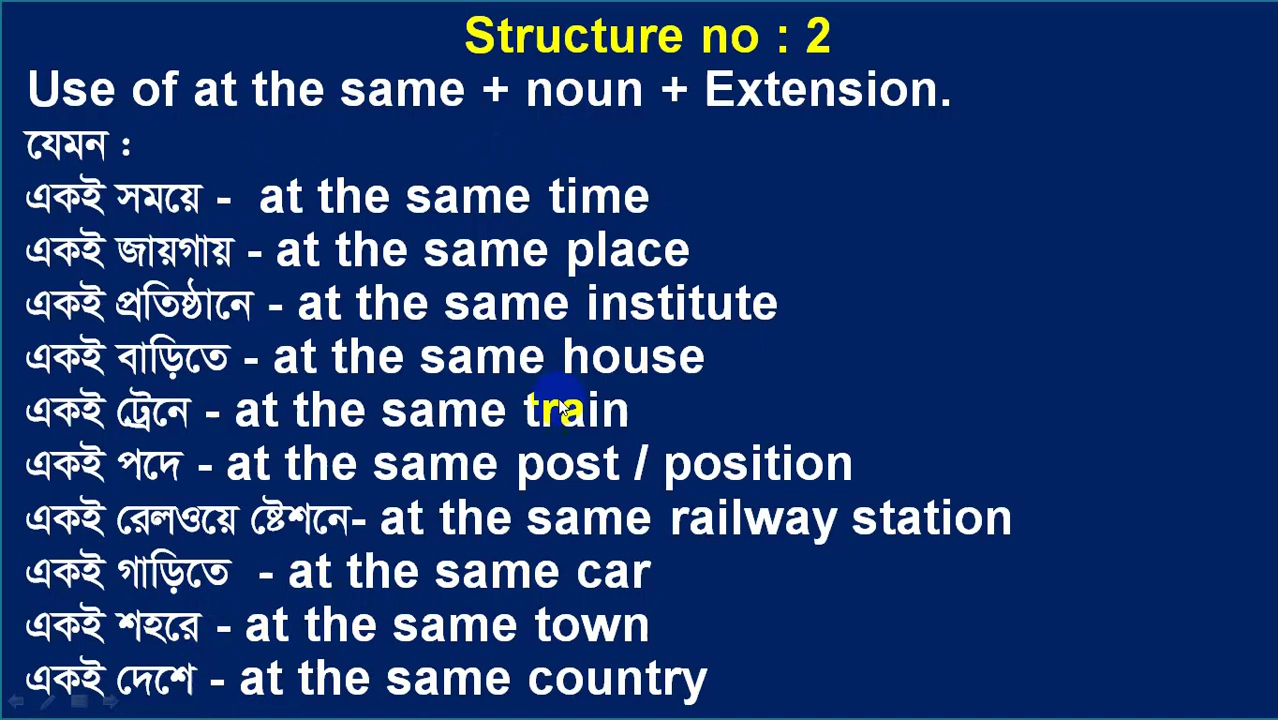 Structure no : 2
Use of at the same + noun + Extension.
যেমন :
একই সময়ে - at the same time
একই জায়গায় - at the same place
একই প্রতিষ্ঠানে - at the same institute
একই বাড়িতে - at the same house
একই ট্রেনে - at the same train
একই পদে - at the same post / position
একই রেলওয়ে ষ্টেশনে- at the same railway station
একই গাড়িতে - at the same car
একই শহরে - at the same town
একই দেশে - at the same country